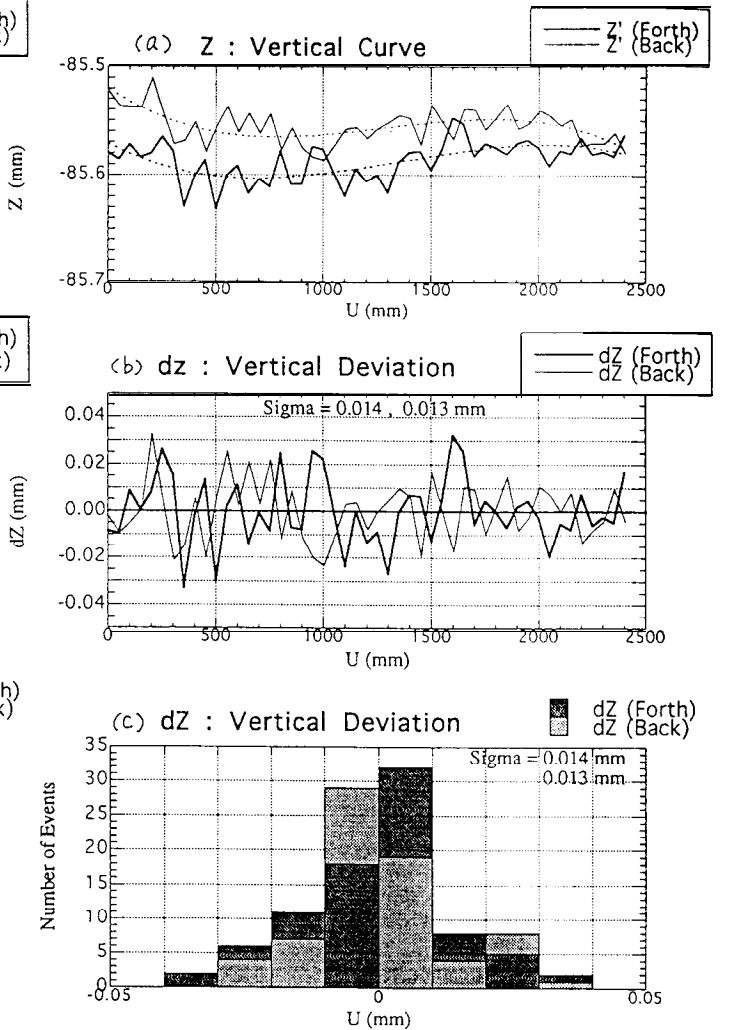 h)
(a) Z : Vertical Curve
Z' (Forth)
Z' (Back)
-85.5
-85.6
-85.7
Z (mm)
0 500 1000 1500 2000 2500
U (mm)
h)
(b) dz : Vertical Deviation
dZ (Forth)
dZ (Back)
Sigma = 0.014 , 0.013 mm
0.04
0.02
0.00
-0.02
-0.04
dZ (mm)
0 500 1000 1500 2000 2500
U (mm)
h)
k)
(c) dZ : Vertical Deviation
dZ (Forth)
dZ (Back)
Sigma = 0.014 mm
0.013 mm
35
30
25
20
15
10
5
0
Number of Events
-0.05 0 0.05
U (mm)